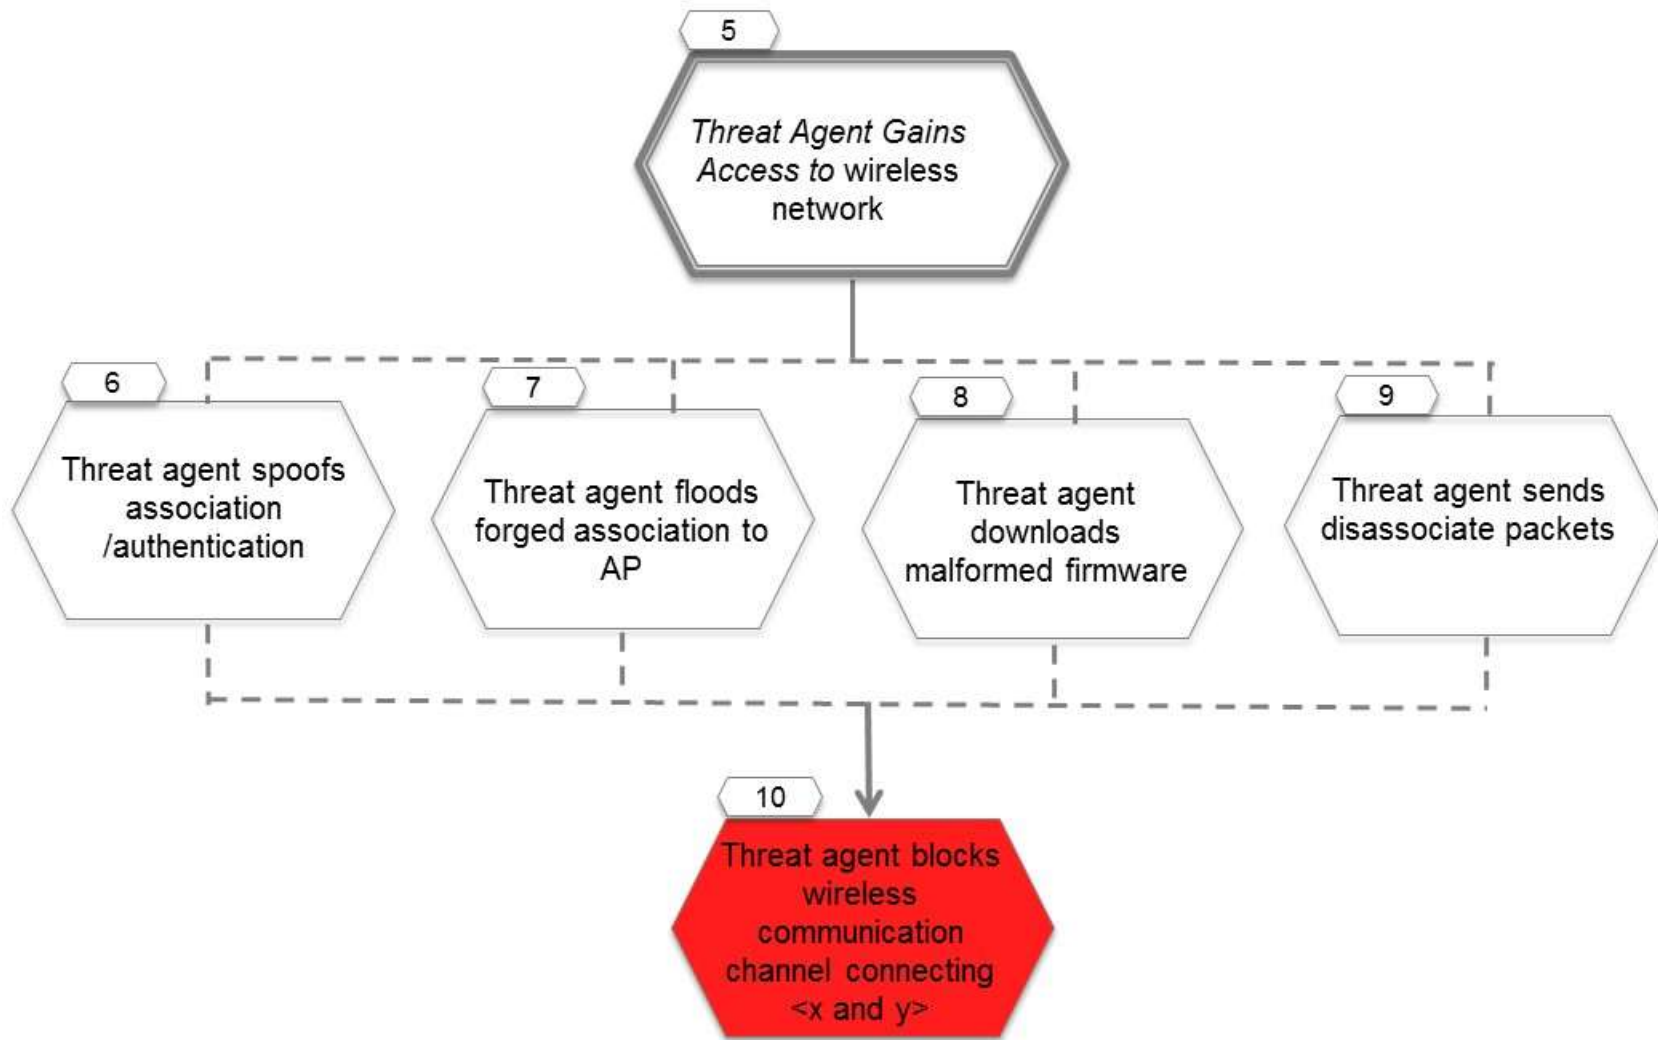 5
Threat Agent Gains
Access to wireless
network
6
Threat agent spoofs
association
/authentication
7
Threat agent floods
forged association to
AP
8
Threat agent
downloads
malformed firmware
9
Threat agent sends
disassociate packets
10
Threat agent blocks
wireless
communication
channel connecting
<x and y>